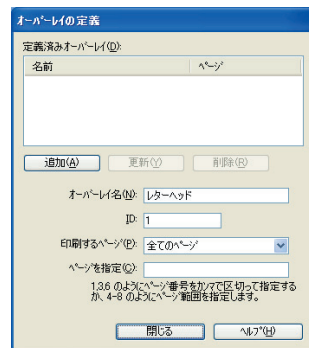 オーバーレイの定義
定義済みオーバーレイ(D):
名前 ページ
追加(A) 更新(Y) 削除(R)
オーバーレイ名(N): レターヘッド
ID: 1
印刷するページ(P): 全てのページ
ページを指定(C):
1,3,6 のようにページ番号をカンマで区切って指定する
か、4-8 のようにページ範囲を指定します。
閉じる ヘルプ(H)